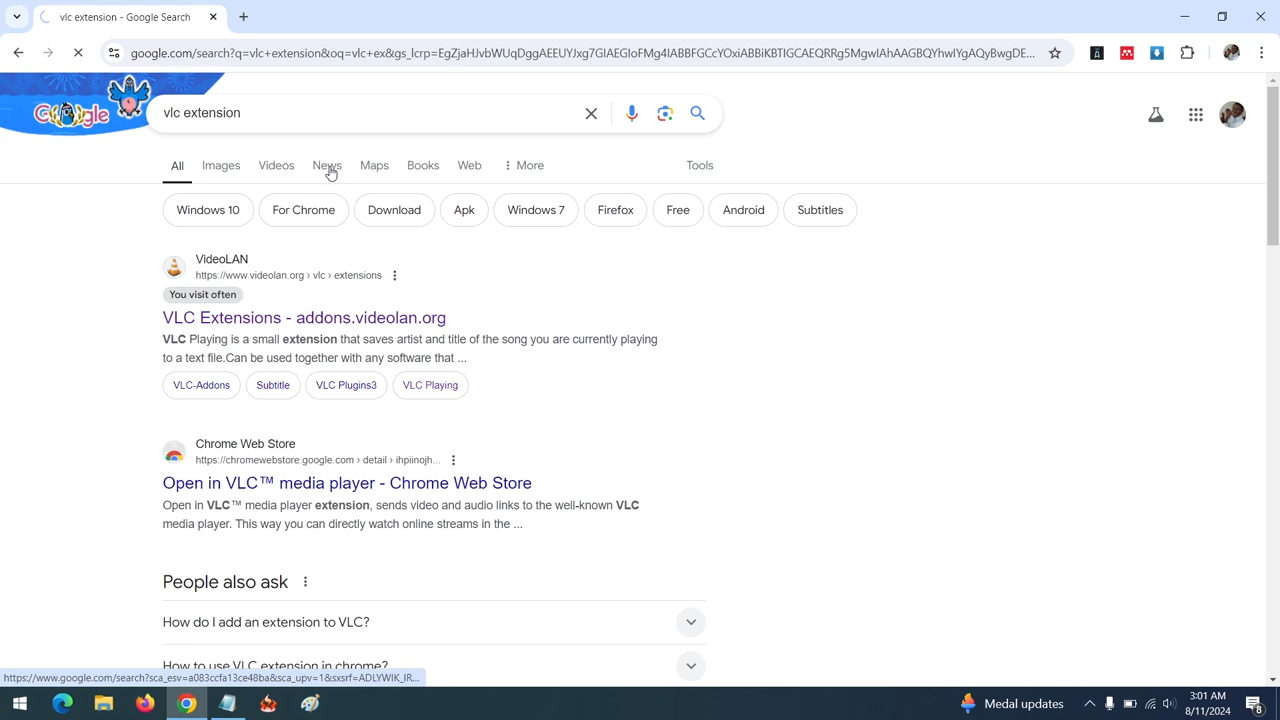 vlc extension - Google Search
google.com/search?q=vlc+extension&oq=vlc+ex&gs_lcrp=EgZjaHJvbWUqDggAEEUYJxg7GIAEGIoFMg4IABBFGCcYOxiABBiKBTIGCAEQRRg5MgwIAhAAGBQYhwIYgAQyBwgDE...
Google
vlc extension
All Images Videos News Maps Books Web More Tools
Windows 10 For Chrome Download Apk Windows 7 Firefox Free Android Subtitles
VideoLAN
https://www.videolan.org › vlc › extensions
You visit often
VLC Extensions - addons.videolan.org
VLC Playing is a small extension that saves artist and title of the song you are currently playing
to a text file.Can be used together with any software that ...
VLC-Addons Subtitle VLC Plugins3 VLC Playing
Chrome Web Store
https://chromewebstore.google.com › detail › ihpiinojh...
Open in VLC™ media player - Chrome Web Store
Open in VLC™ media player extension, sends video and audio links to the well-known VLC
media player. This way you can directly watch online streams in the ...
People also ask
How do I add an extension to VLC?
How to use VLC extension in chrome?
https://www.google.com/search?sca_esv=a083ccfa13ce48ba&sca_upv=1&sxsrf=ADLYWIK_IR...
Medal updates
3:01 AM
8/11/2024
8